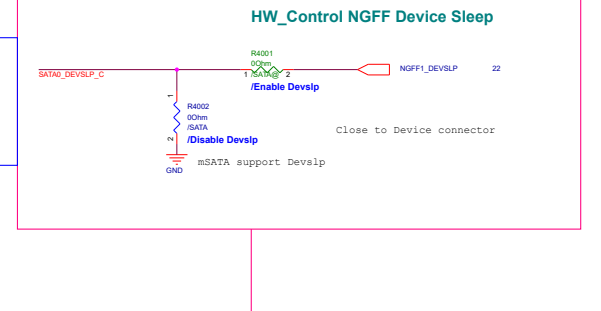 HW_Control NGFF Device Sleep
R4001
0Ohm
/SATA@
1 2
/Enable Devslp
SATA0_DEVSLP_C
NGFF1_DEVSLP 22
1
R4002
0Ohm
/SATA
/Disable Devslp
2
Close to Device connector
GND
mSATA support Devslp